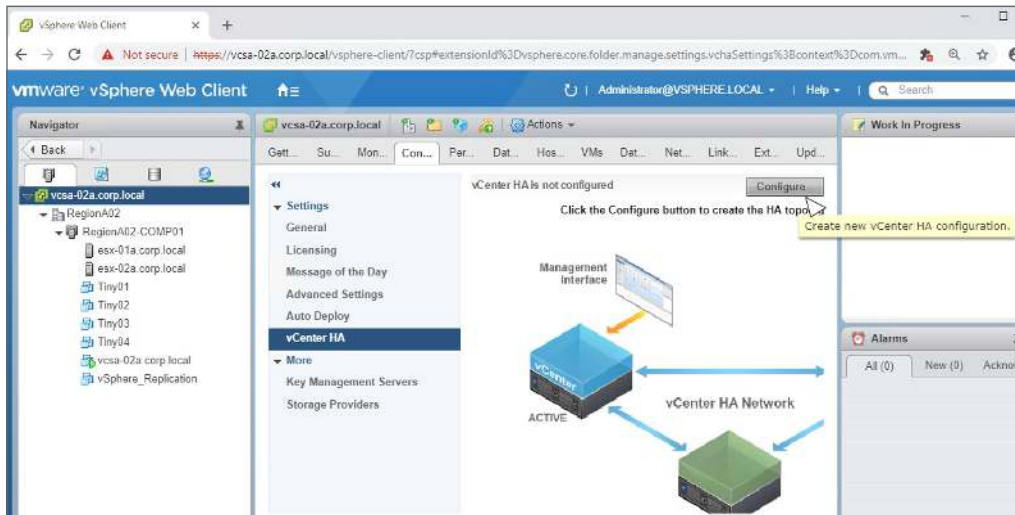 vSphere Web Client
Not secure | https://vcsa-02a.corp.local/vsphere-client/?csp#extensionId%3Dvsphere.core.folder.manage.settings.vchaSettings%3Bcontext%3Dcom.vm...
vmware® vSphere Web Client
Administrator@VSPHERE.LOCAL
Help
Search
Navigator
Back
vcsa-02a.corp.local
RegionA02
RegionA02-COMP01
esx-01a.corp.local
esx-02a.corp.local
Tiny01
Tiny02
Tiny03
Tiny04
vcsa-02a.corp.local
vSphere_Replication
vcsa-02a.corp.local
Actions
Gett... Su... Mon... Con... Per... Dat... Hos... VMs Dat... Net... Link... Ext... Upd...
Settings
General
Licensing
Message of the Day
Advanced Settings
Auto Deploy
vCenter HA
More
Key Management Servers
Storage Providers
vCenter HA is not configured
Configure
Click the Configure button to create the HA
Create new vCenter HA configuration.
Management
Interface
vCenter
ACTIVE
vCenter HA Network
Work In Progress
Alarms
All (0) New (0) Ackno